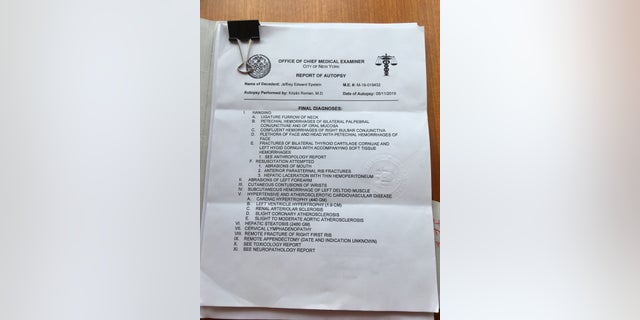 OFFICE OF CHIEF MEDICAL EXAMINER
CITY OF NEW YORK
REPORT OF AUTOPSY
Name of Decedent: Jeffrey Edward Epstein M.E. #: M-19-019432
Autopsy Performed by: Kristin Roman, M.D. Date of Autopsy: 08/11/2019
FINAL DIAGNOSES:
I. HANGING
A. LIGATURE FURROW OF NECK
B. PETECHIAL HEMORRHAGES OF BILATERAL PALPEBRAL
CONJUNCTIVAE AND OF ORAL MUCOSA
C. CONFLUENT HEMORRHAGES OF RIGHT BULBAR CONJUNCTIVA
D. PLETHORA OF FACE AND HEAD WITH PETECHIAL HEMORRHAGES OF
FACE
E. FRACTURES OF BILATERAL THYROID CARTILAGE CORNUAE AND
LEFT HYOID CORNUA WITH ACCOMPANYING SOFT TISSUE
HEMORRHAGES
1. SEE ANTHROPOLOGY REPORT
F. RESUSCITATION ATTEMPTED
1. ABRASIONS OF MOUTH
2. ANTERIOR PARASTERNAL RIB FRACTURES
3. HEPATIC LACERATION WITH THIN HEMOPERITONEUM
II. ABRASIONS OF LEFT FOREARM
III. CUTANEOUS CONTUSIONS OF WRISTS
IV. SUBCUTANEOUS HEMORRHAGE OF LEFT DELTOID MUSCLE
V. HYPERTENSIVE AND ATHEROSCLEROTIC CARDIOVASCULAR DISEASE
A. CARDIAC HYPERTROPHY (440 GM)
B. LEFT VENTRICLE HYPERTROPHY (1.8 CM)
C. RENAL ARTERIOLAR SCLEROSIS
D. SLIGHT CORONARY ATHEROSCLEROSIS
E. SLIGHT TO MODERATE AORTIC ATHEROSCLEROSIS
VI. HEPATIC STEATOSIS (2480 GM)
VII. CERVICAL LYMPHADENOPATHY
VIII. REMOTE FRACTURE OF RIGHT FIRST RIB
IX. REMOTE APPENDECTOMY (DATE AND INDICATION UNKNOWN)
X. SEE TOXICOLOGY REPORT
XI. SEE NEUROPATHOLOGY REPORT